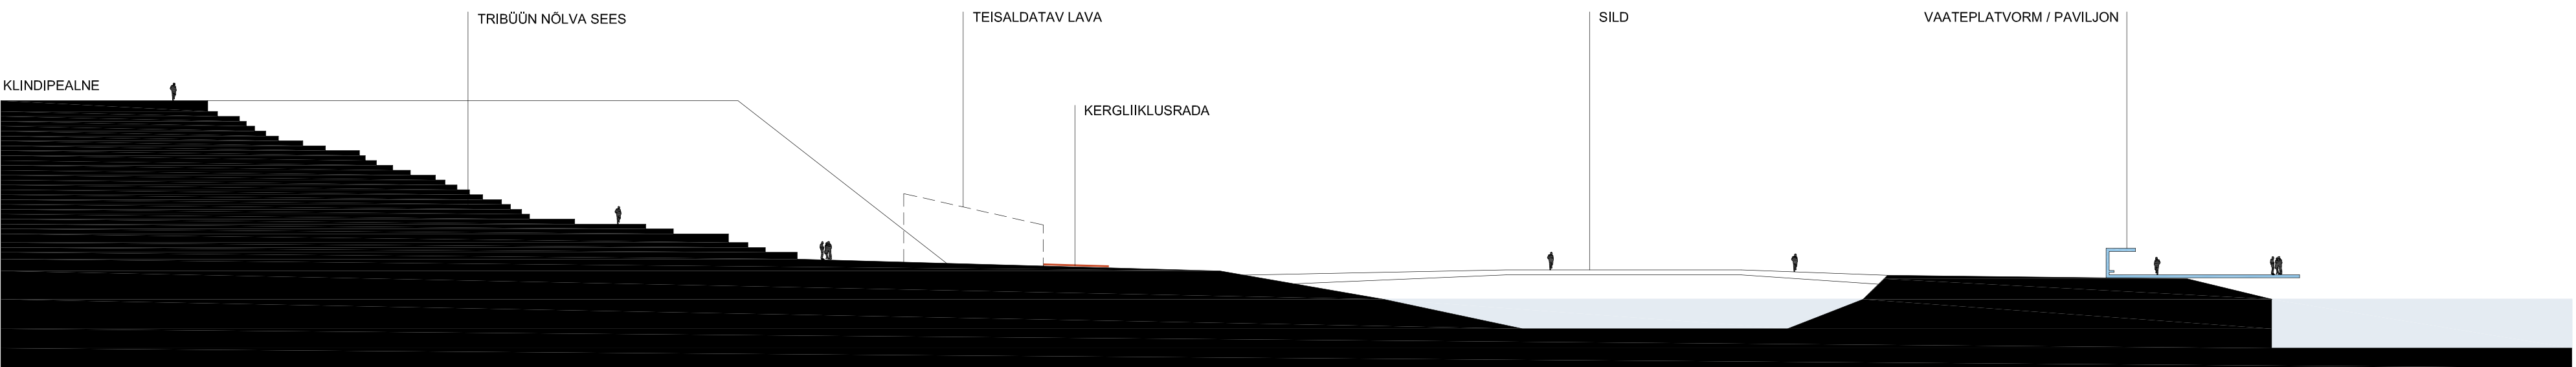 TRIBÜÜN NÕLVA SEES
TEISALDATAV LAVA
SILD
VAATEPLATVORM / PAVILJON
KLINDIPEALNE
KERGLIIKLUSRADA